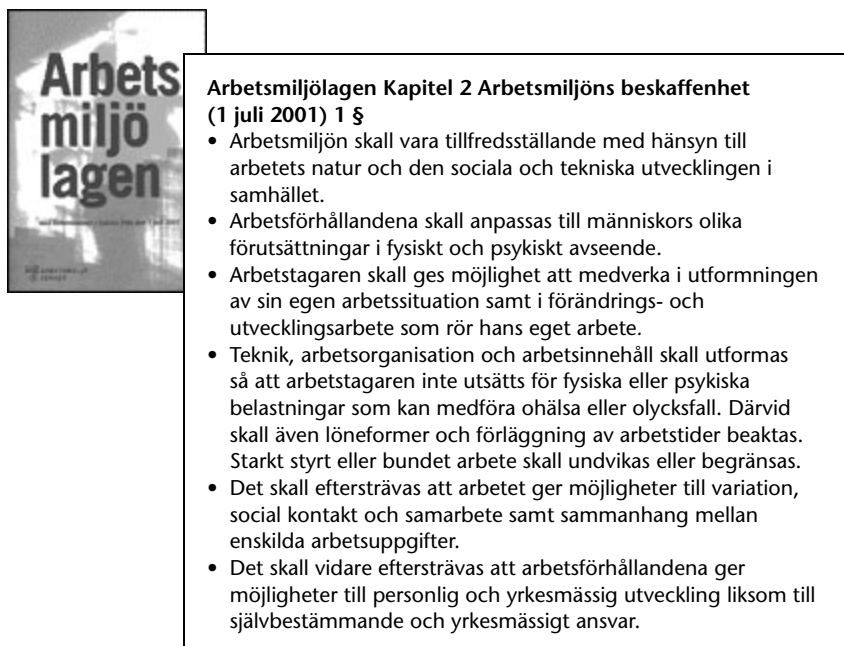 Arbets
miljö
lagen
Arbetsmiljölagen Kapitel 2 Arbetsmiljöns beskaffenhet
(1 juli 2001) 1 §
• Arbetsmiljön skall vara tillfredsställande med hänsyn till
arbetets natur och den sociala och tekniska utvecklingen i
samhället.
• Arbetsförhållandena skall anpassas till människors olika
förutsättningar i fysiskt och psykiskt avseende.
• Arbetstagaren skall ges möjlighet att medverka i utformningen
av sin egen arbetssituation samt i förändrings- och
utvecklingsarbete som rör hans eget arbete.
• Teknik, arbetsorganisation och arbetsinnehåll skall utformas
så att arbetstagaren inte utsätts för fysiska eller psykiska
belastningar som kan medföra ohälsa eller olycksfall. Därvid
skall även löneformer och förläggning av arbetstider beaktas.
Starkt styrt eller bundet arbete skall undvikas eller begränsas.
• Det skall eftersträvas att arbetet ger möjligheter till variation,
social kontakt och samarbete samt sammanhang mellan
enskilda arbetsuppgifter.
• Det skall vidare eftersträvas att arbetsförhållandena ger
möjligheter till personlig och yrkesmässig utveckling liksom till
självbestämmande och yrkesmässigt ansvar.